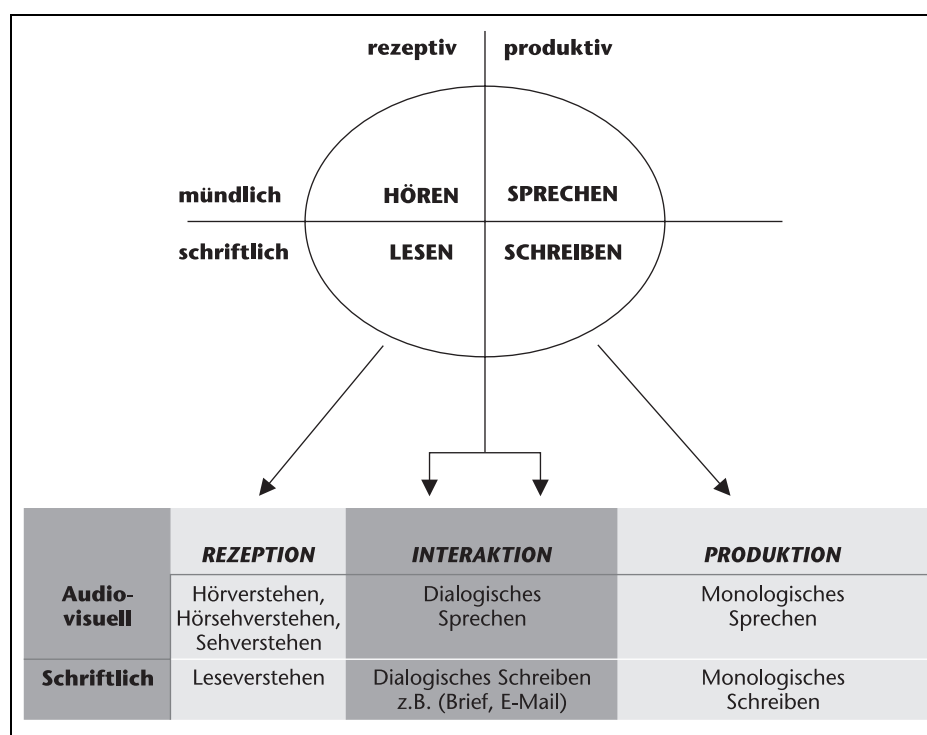 rezeptiv produktiv
mündlich HÖREN SPRECHEN
schriftlich LESEN SCHREIBEN
REZEPTION INTERAKTION PRODUKTION
Audio-
visuell
Hörverstehen,
Hörsehverstehen,
Sehverstehen
Dialogisches
Sprechen
Monologisches
Sprechen
Schriftlich
Leseverstehen
Dialogisches Schreiben
z.B. (Brief, E-Mail)
Monologisches
Schreiben